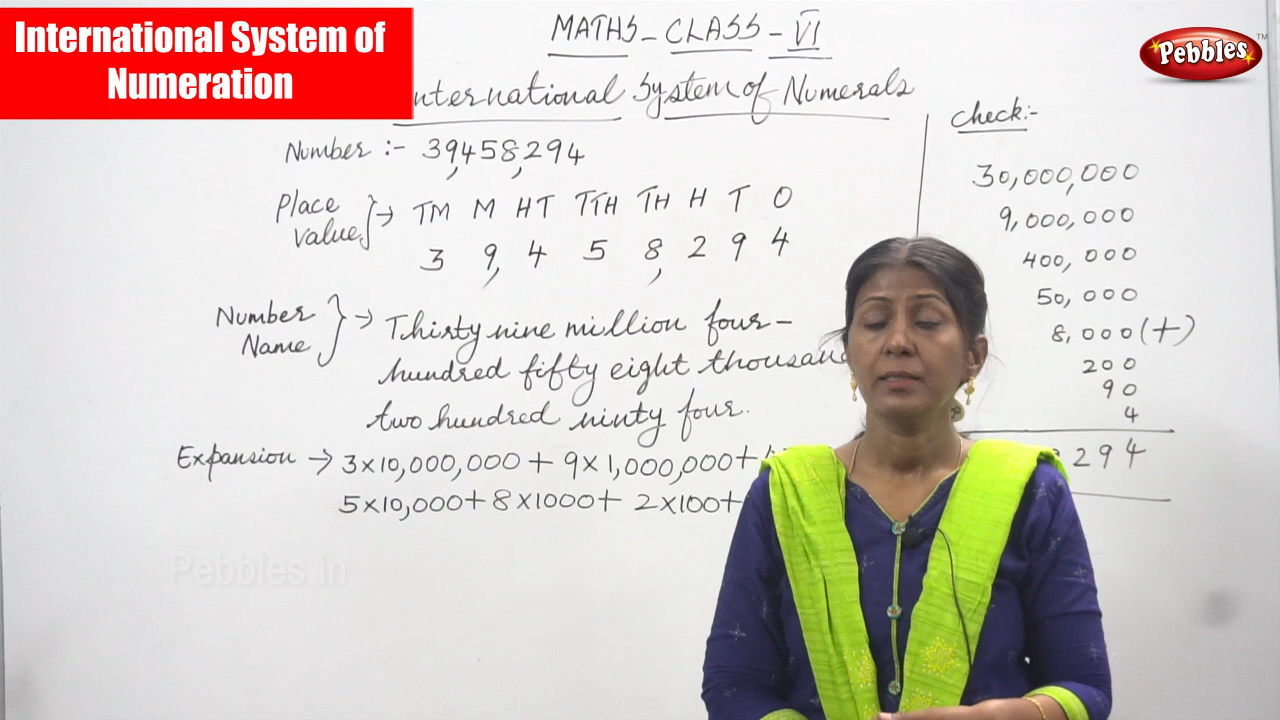 International System of
Numeration
MATHS - CLASS - VI
Pebbles TM
nternational System of Numerals
Check:-
Number :- 39,458,294
30,000,000
Place
value } → TM M HT TTH TH H T O
9,000,000
3 9, 4 5 8, 2 9 4
400,000
50,000
Number
Name } → Thirty nine million four-
8,000 (+)
hundred fifty eight thousan
200
90
two hundred ninty four.
4
Expansion → 3×10,000,000 + 9×1,000,000+
294
5×10,000+ 8×1000+ 2×100+
Pebbles.in